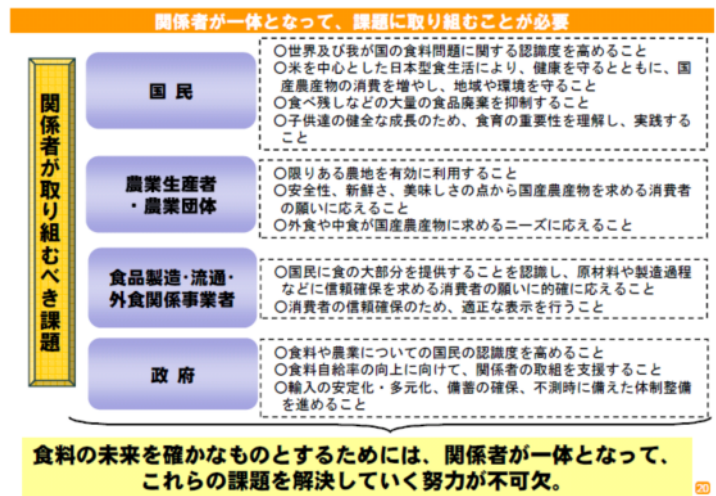 関係者が一体となって、課題に取り組むことが必要
関係者が取り組むべき課題
国 民
○世界及び我が国の食料問題に関する認識度を高めること
○米を中心とした日本型食生活により、健康を守るとともに、国
産農産物の消費を増やし、地域や環境を守ること
○食べ残しなどの大量の食品廃棄を抑制すること
○子供達の健全な成長のため、食育の重要性を理解し、実践する
こと
農業生産者
・農業団体
○限りある農地を有効に利用すること
○安全性、新鮮さ、美味しさの点から国産農産物を求める消費者
の願いに応えること
○外食や中食が国産農産物に求めるニーズに応えること
食品製造・流通・
外食関係事業者
○国民に食の大部分を提供することを認識し、原材料や製造過程
などに信頼確保を求める消費者の願いに的確に応えること
○消費者の信頼確保のため、適正な表示を行うこと
政 府
○食料や農業についての国民の認識度を高めること
○食料自給率の向上に向けて、関係者の取組を支援すること
○輸入の安定化・多元化、備蓄の確保、不測時に備えた体制整備
を進めること
食料の未来を確かなものとするためには、関係者が一体となって、
これらの課題を解決していく努力が不可欠。
20